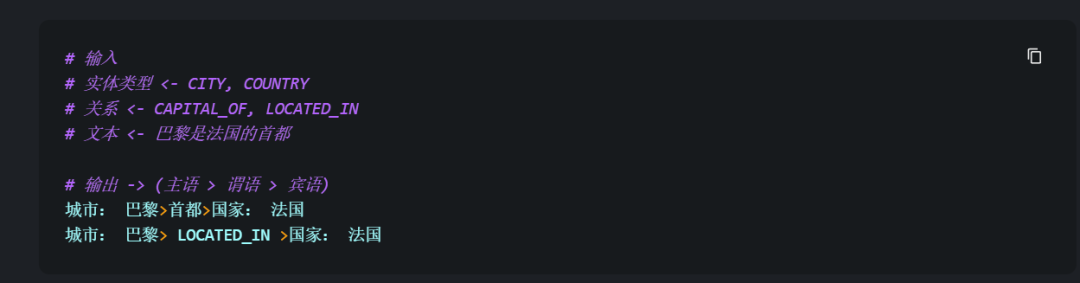 # 输入
# 实体类型 <- CITY, COUNTRY
# 关系 <- CAPITAL_OF, LOCATED_IN
# 文本 <- 巴黎是法国的首都
# 输出 -> (主语 > 谓语 > 宾语)
城市： 巴黎>首都>国家： 法国
城市： 巴黎> LOCATED_IN >国家： 法国